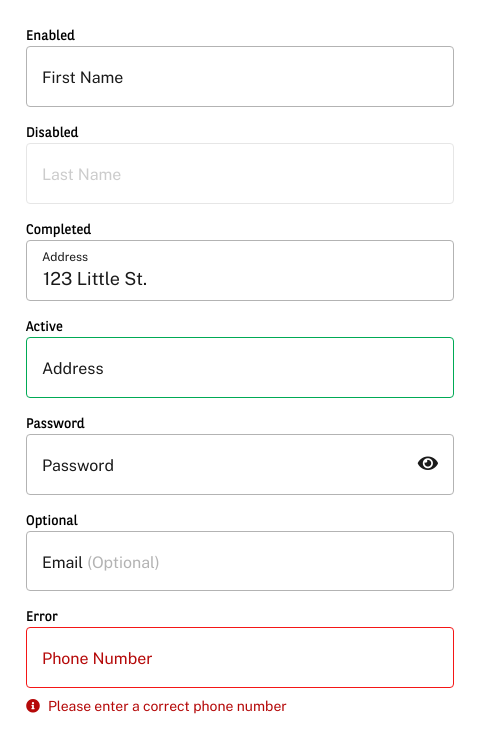 Enabled
First Name
Disabled
Last Name
Completed
Address
123 Little St.
Active
Address
Password
Password
Optional
Email (Optional)
Error
Phone Number
Please enter a correct phone number